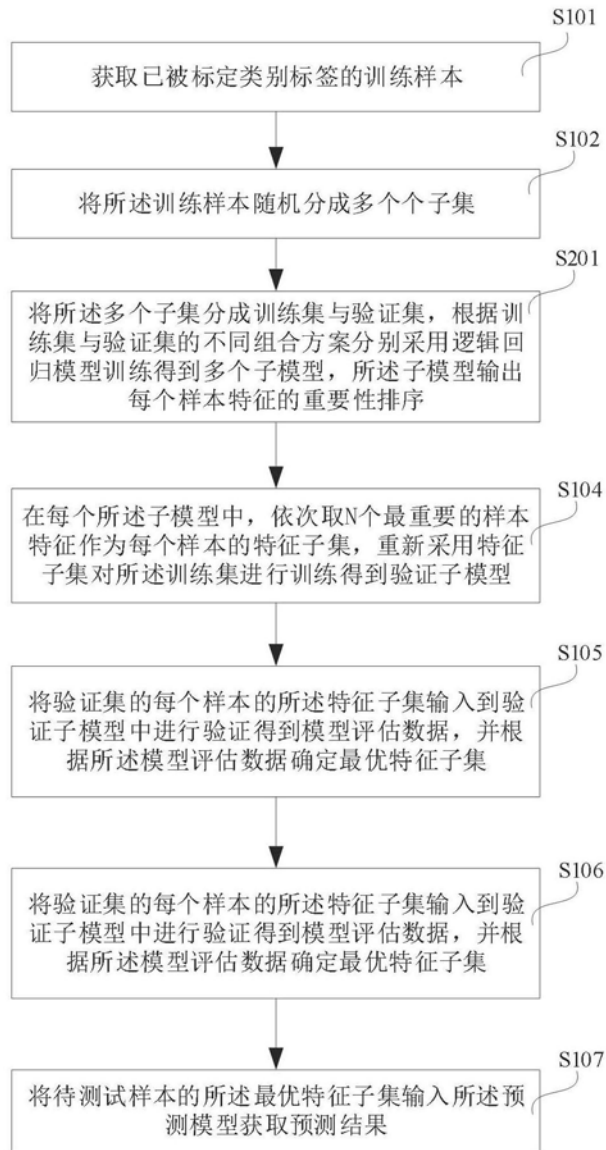 S101
获取已被标定类别标签的训练样本
S102
将所述训练样本随机分成多个个子集
S201
将所述多个子集分成训练集与验证集，根据训
练集与验证集的不同组合方案分别采用逻辑回
归模型训练得到多个子模型，所述子模型输出
每个样本特征的重要性排序
S104
在每个所述子模型中，依次取N个最重要的样本
特征作为每个样本的特征子集，重新采用特征
子集对所述训练集进行训练得到验证子模型
S105
将验证集的每个样本的所述特征子集输入到验
证子模型中进行验证得到模型评估数据，并根
据所述模型评估数据确定最优特征子集
S106
将验证集的每个样本的所述特征子集输入到验
证子模型中进行验证得到模型评估数据，并根
据所述模型评估数据确定最优特征子集
S107
将待测试样本的所述最优特征子集输入所述预
测模型获取预测结果